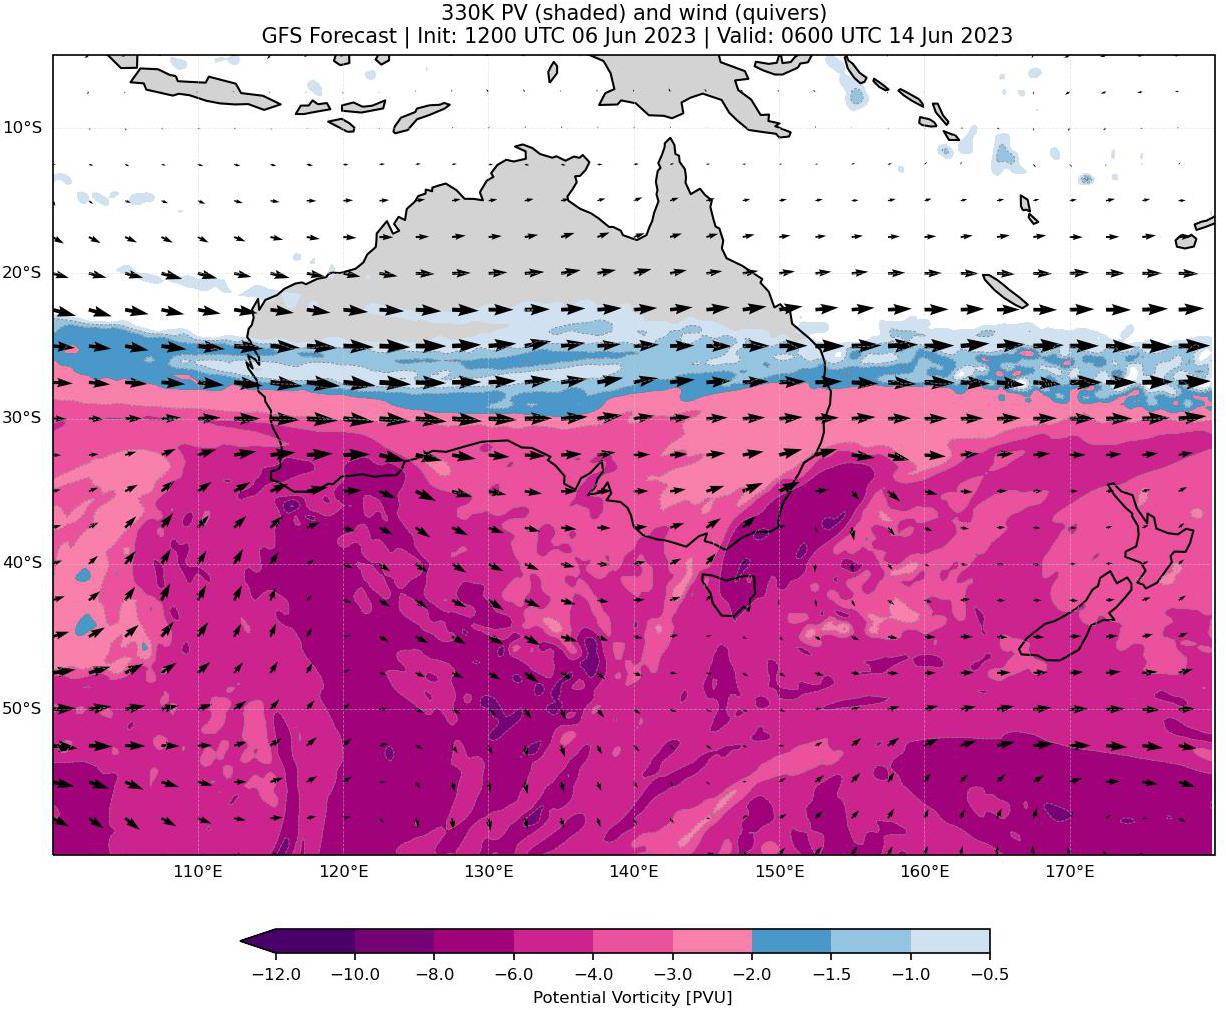 330K PV (shaded) and wind (quivers)
GFS Forecast | Init: 1200 UTC 06 Jun 2023 | Valid: 0600 UTC 14 Jun 2023
10°S
20°S
30°S
40°S
50°S
110°E 120°E 130°E 140°E 150°E 160°E 170°E
−12.0 −10.0 −8.0 −6.0 −4.0 −3.0 −2.0 −1.5 −1.0 −0.5
Potential Vorticity [PVU]